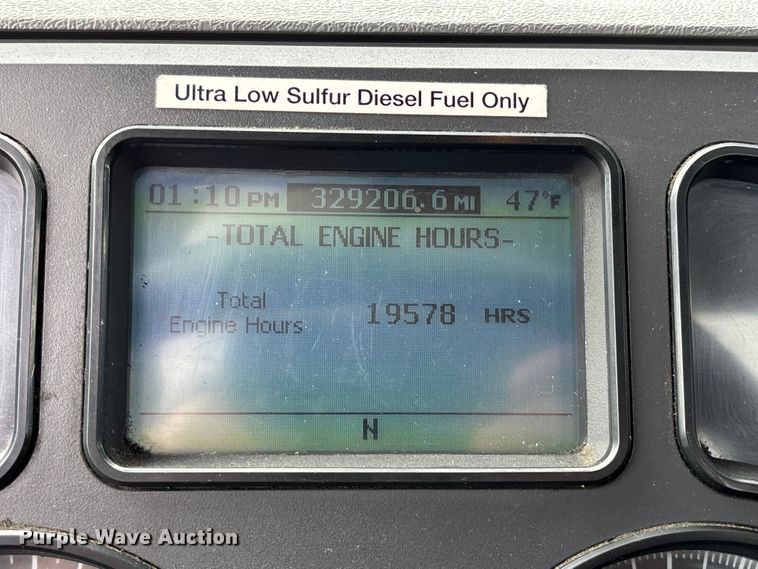 Ultra Low Sulfur Diesel Fuel Only
01:10 PM 329206.6 MI 47°F
-TOTAL ENGINE HOURS-
Total
Engine Hours 19578 HRS
N
Purple Wave Auction